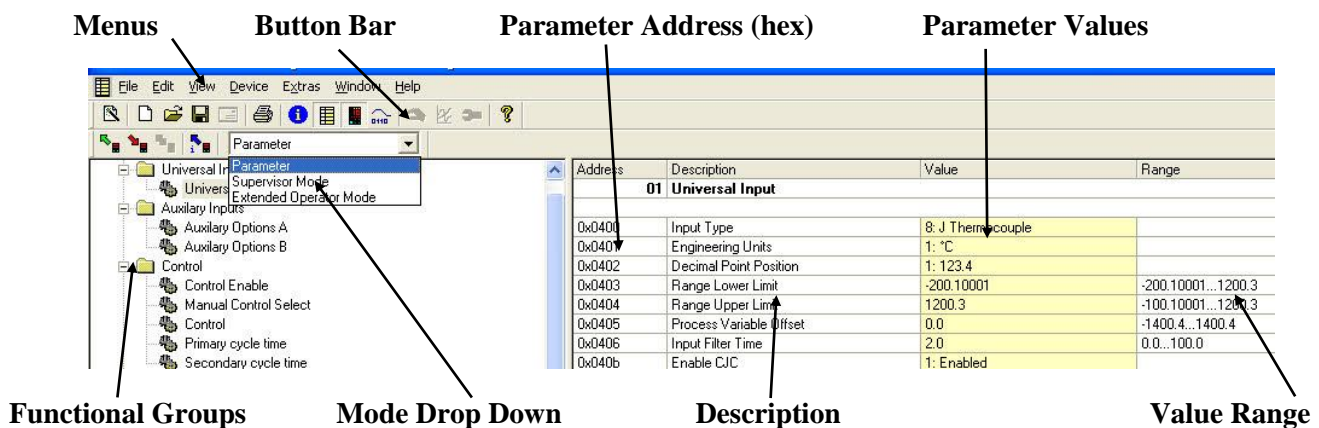 Menus Button Bar Parameter Address (hex) Parameter Values
File Edit View Device Extras Window Help
Parameter
Parameter
Supervisor Mode
Extended Operator Mode
Universal In
Univers
Auxilary Inputs
Auxilary Options A
Auxilary Options B
Control
Control Enable
Manual Control Select
Control
Primary cycle time
Secondary cycle time
Address Description Value Range
01 Universal Input
0x0400 Input Type 8: J Thermocouple
0x0401 Engineering Units 1: °C
0x0402 Decimal Point Position 1: 123.4
0x0403 Range Lower Limit -200.10001 -200.10001...1200.3
0x0404 Range Upper Limit 1200.3 -100.10001...1200.3
0x0405 Process Variable Offset 0.0 -1400.4...1400.4
0x0406 Input Filter Time 2.0 0.0...100.0
0x040b Enable CJC 1: Enabled
Functional Groups Mode Drop Down Description Value Range